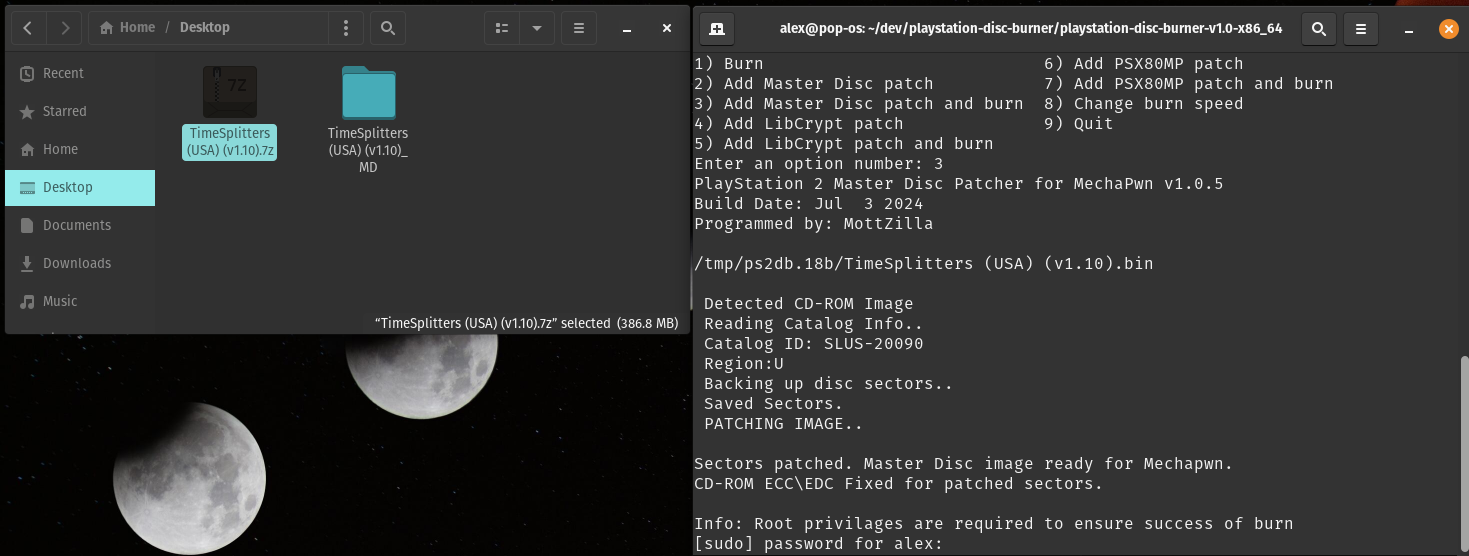 Home / Desktop
Recent
Starred
Home
Desktop
Documents
Downloads
Music
7Z
TimeSplitters
(USA) (v1.10).7z
TimeSplitters
(USA) (v1.10)_
MD
“TimeSplitters (USA) (v1.10).7z” selected (386.8 MB)
alex@pop-os: ~/dev/playstation-disc-burner/playstation-disc-burner-v1.0-x86_64
1) Burn 6) Add PSX80MP patch
2) Add Master Disc patch 7) Add PSX80MP patch and burn
3) Add Master Disc patch and burn 8) Change burn speed
4) Add LibCrypt patch 9) Quit
5) Add LibCrypt patch and burn
Enter an option number: 3
PlayStation 2 Master Disc Patcher for MechaPwn v1.0.5
Build Date: Jul  3 2024
Programmed by: MottZilla
/tmp/ps2db.18b/TimeSplitters (USA) (v1.10).bin
Detected CD-ROM Image
Reading Catalog Info..
Catalog ID: SLUS-20090
Region:U
Backing up disc sectors..
Saved Sectors.
PATCHING IMAGE..
Sectors patched. Master Disc image ready for Mechapwn.
CD-ROM ECC\EDC Fixed for patched sectors.
Info: Root privilages are required to ensure success of burn
[sudo] password for alex: